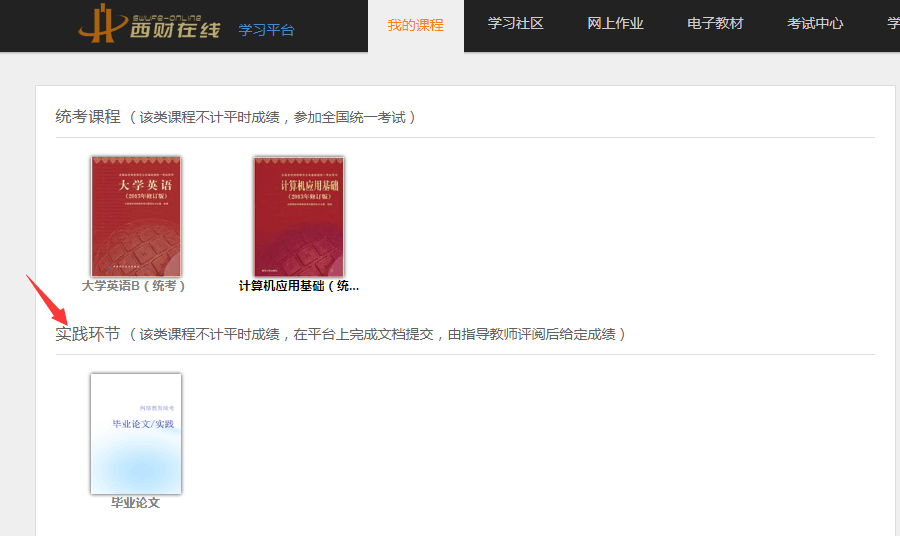 SWUFE-ONLINE
西财在线 学习平台 我的课程 学习社区 网上作业 电子教材 考试中心 学
统考课程（该类课程不计平时成绩，参加全国统一考试）
大学英语
（2013年修订版）
计算机应用基础
（2013年修订版）
大学英语B（统考） 计算机应用基础（统...
实践环节（该类课程不计平时成绩，在平台上完成文档提交，由指导教师评阅后给定成绩）
毕业论文/实践
毕业论文